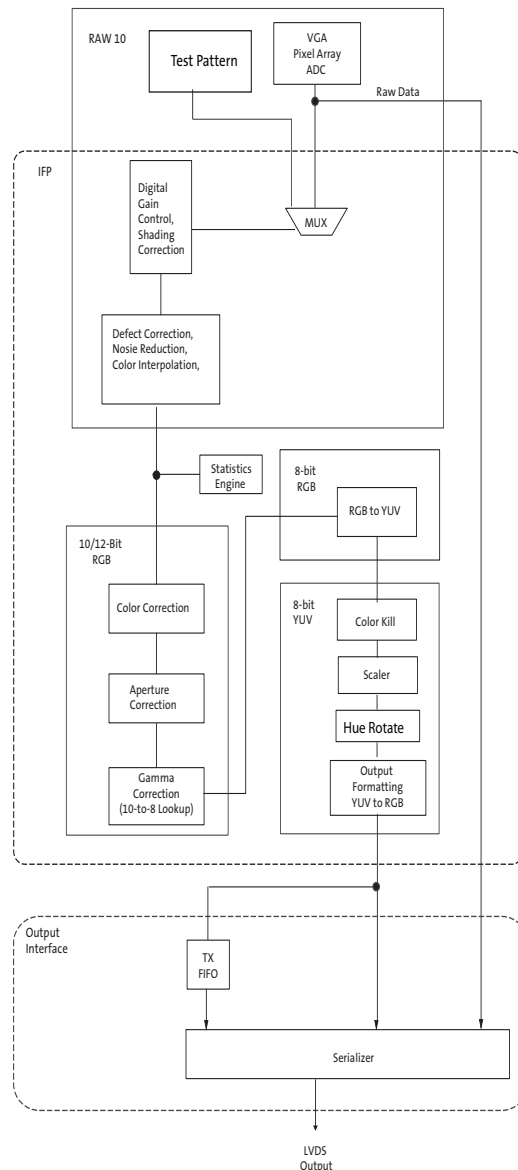 RAW 10
Test Pattern
VGA
Pixel Array
ADC
Raw Data
IFP
Digital
Gain
Control,
Shading
Correction
MUX
Defect Correction,
Nosie Reduction,
Color Interpolation,
Statistics
Engine
8-bit
RGB
RGB to YUV
10/12-Bit
RGB
8-bit
YUV
Color Correction
Color Kill
Scaler
Aperture
Correction
Hue Rotate
Gamma
Correction
(10-to-8 Lookup)
Output
Formatting
YUV to RGB
Output
Interface
TX
FIFO
Serializer
LVDS
Output